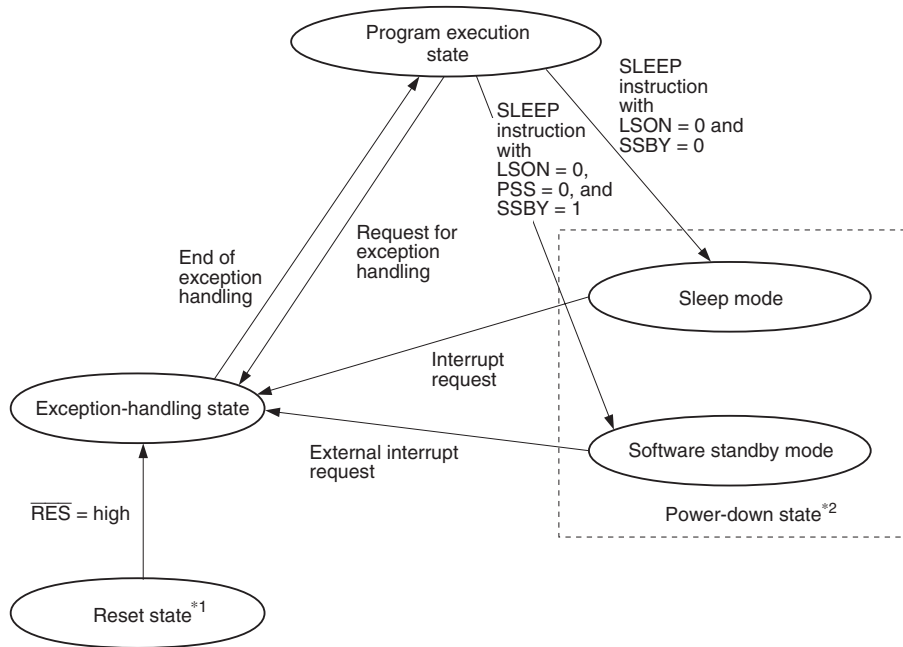 Program execution
state
SLEEP
instruction
with
LSON = 0 and
SSBY = 0
SLEEP
instruction
with
LSON = 0,
PSS = 0, and
SSBY = 1
End of
exception
handling
Request for
exception
handling
Sleep mode
Interrupt
request
Exception-handling state
External interrupt
request
Software standby mode
Power-down state*2
RES = high
Reset state*1